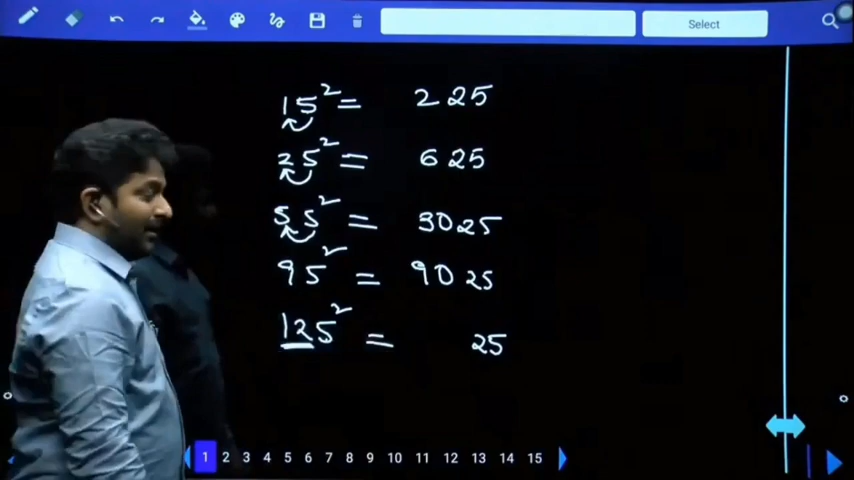 Select
15² = 225
25² = 625
55² = 3025
95² = 9025
125² = 25
1 2 3 4 5 6 7 8 9 10 11 12 13 14 15